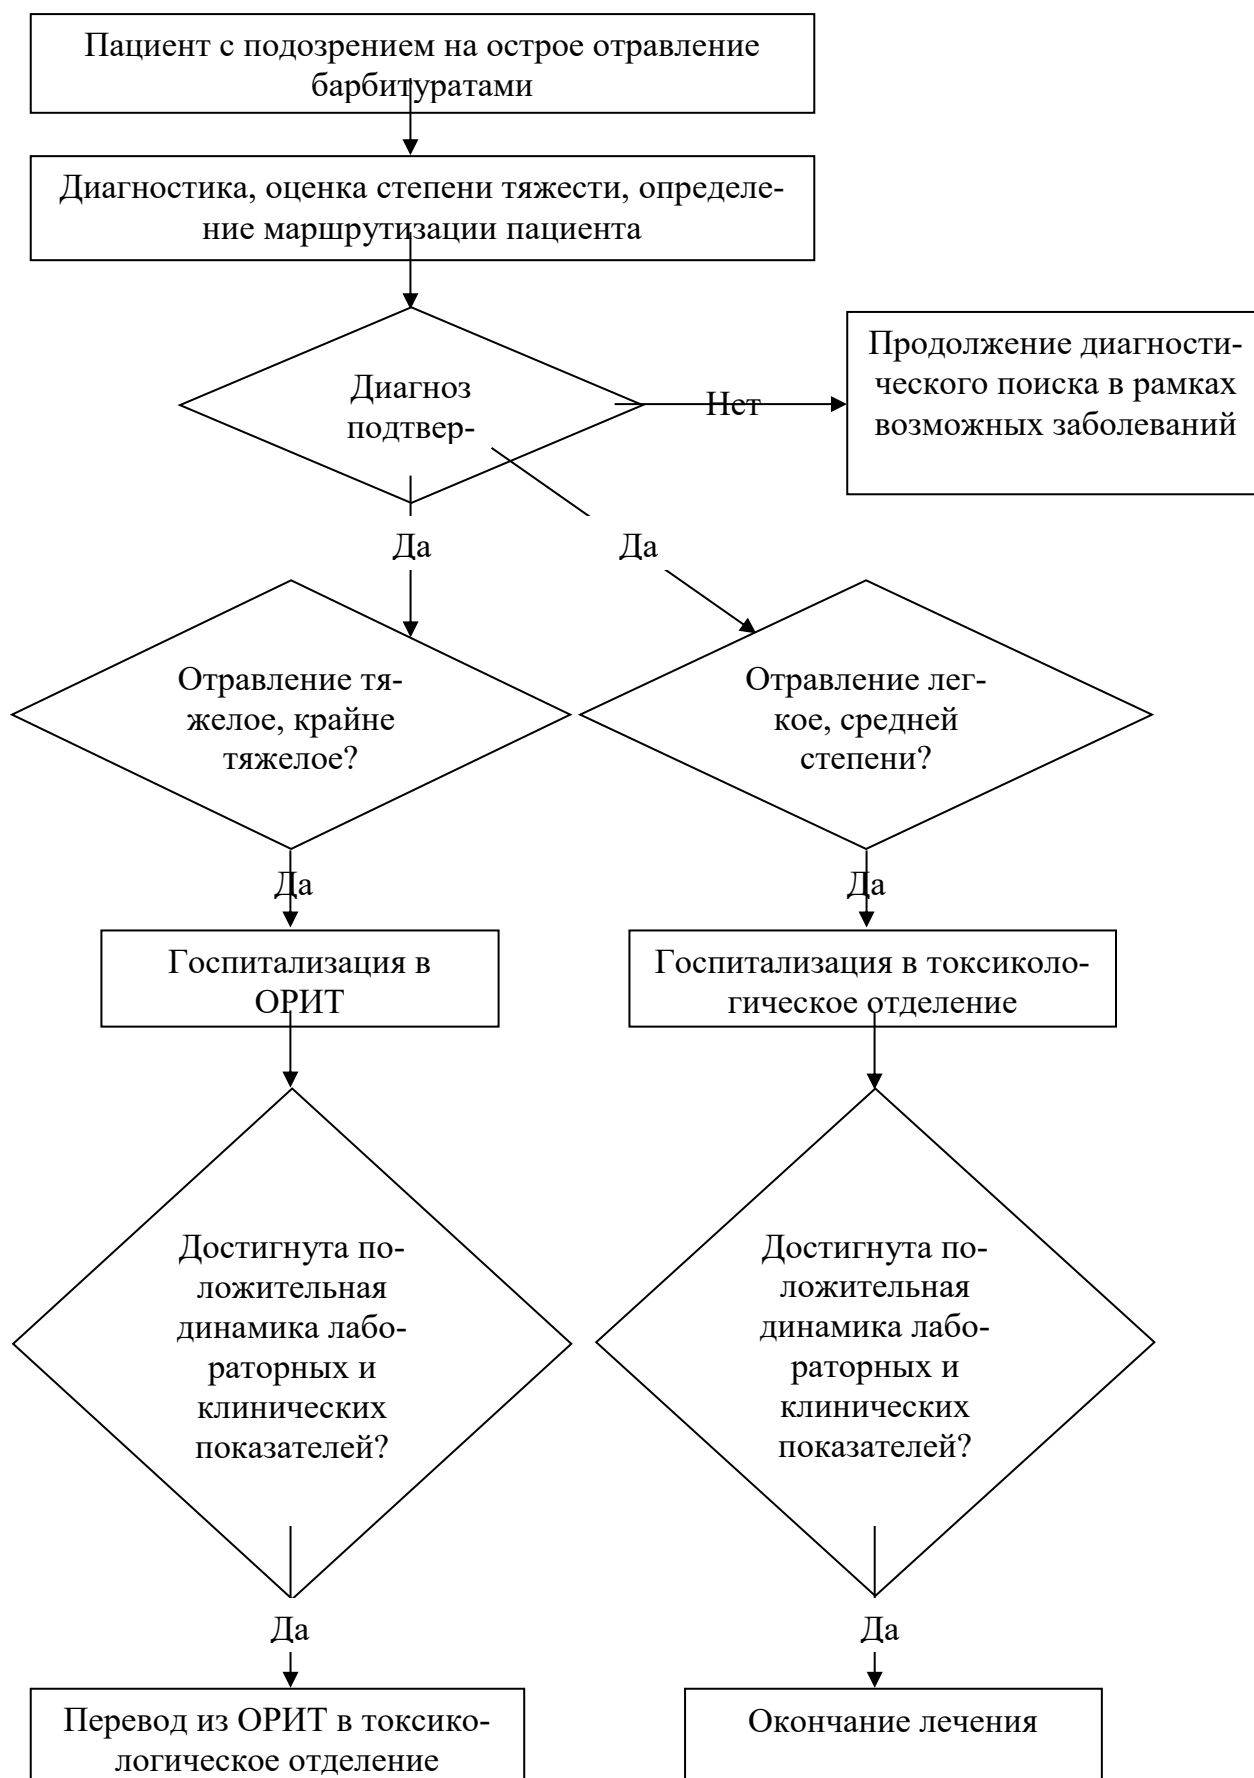 Пациент с подозрением на острое отравление
барбитуратами
Диагностика, оценка степени тяжести, определе-
ние маршрутизации пациента
Диагноз
подтвер-
Нет
Продолжение диагности-
ческого поиска в рамках
возможных заболеваний
Да
Да
Отравление тя-
желое, крайне
тяжелое?
Отравление лег-
кое, средней
степени?
Да
Да
Госпитализация в
ОРИТ
Госпитализация в токсиколо-
гическое отделение
Достигнута по-
ложительная
динамика лабо-
раторных и
клинических
показателей?
Достигнута по-
ложительная
динамика лабо-
раторных и
клинических
показателей?
Да
Да
Перевод из ОРИТ в токсико-
логическое отделение
Окончание лечения